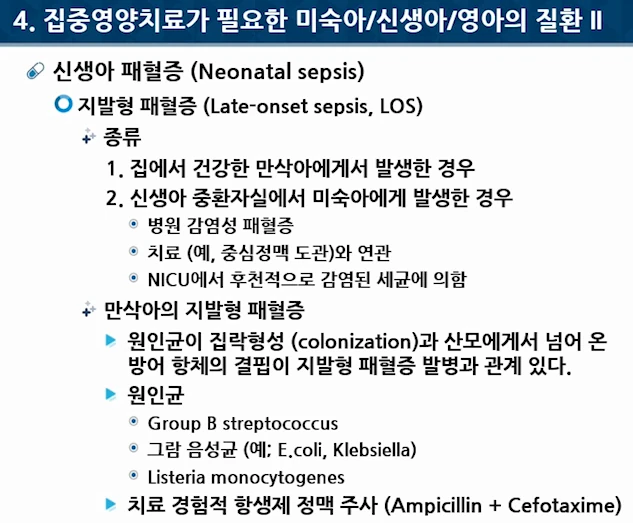 4. 집중영양치료가 필요한 미숙아/신생아/영아의 질환 II
신생아 패혈증 (Neonatal sepsis)
지발형 패혈증 (Late-onset sepsis, LOS)
종류
1. 집에서 건강한 만삭아에게서 발생한 경우
2. 신생아 중환자실에서 미숙아에게 발생한 경우
병원 감염성 패혈증
치료 (예, 중심정맥 도관)와 연관
NICU에서 후천적으로 감염된 세균에 의함
만삭아의 지발형 패혈증
원인균이 집락형성 (colonization)과 산모에게서 넘어 온
방어 항체의 결핍이 지발형 패혈증 발병과 관계 있다.
원인균
Group B streptococcus
그람 음성균 (예; E.coli, Klebsiella)
Listeria monocytogenes
치료 경험적 항생제 정맥 주사 (Ampicillin + Cefotaxime)